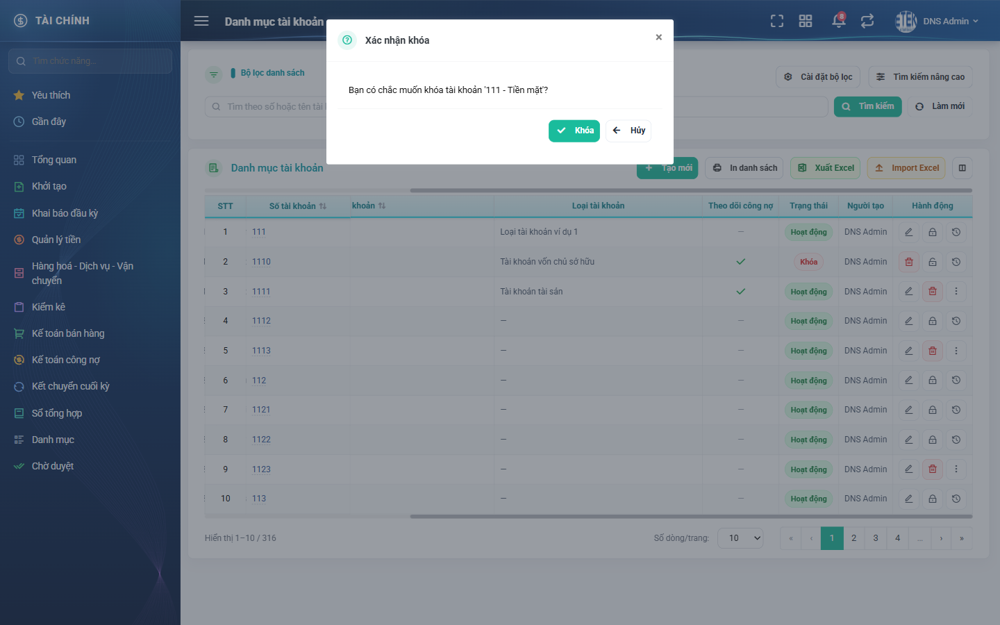 TÀI CHÍNH
Danh mục tài khoản
8
DNS Admin
Tìm chức năng...
Yêu thích
Gần đây
Tổng quan
Khởi tạo
Khai báo đầu kỳ
Quản lý tiền
Hàng hoá - Dịch vụ - Vận
chuyển
Kiểm kê
Kế toán bán hàng
Kế toán công nợ
Kết chuyển cuối kỳ
Sổ tổng hợp
Danh mục
Chờ duyệt
Xác nhận khóa
×
Bạn có chắc muốn khóa tài khoản '111 - Tiền mặt'?
Khóa
Hủy
Bộ lọc danh sách
Cài đặt bộ lọc
Tìm kiếm nâng cao
Tìm theo số hoặc tên tài
Tìm kiếm
Làm mới
Danh mục tài khoản
Tạo mới
In danh sách
Xuất Excel
Import Excel
STT Số tài khoản khoản Loại tài khoản Theo dõi công nợ Trạng thái Người tạo Hành động
1 111 Loại tài khoản ví dụ 1 — Hoạt động DNS Admin
2 1110 Tài khoản vốn chủ sở hữu Khóa DNS Admin
3 1111 Tài khoản tài sản Hoạt động DNS Admin
4 1112 — — Hoạt động DNS Admin
5 1113 — — Hoạt động DNS Admin
6 112 — — Hoạt động DNS Admin
7 1121 — — Hoạt động DNS Admin
8 1122 — — Hoạt động DNS Admin
9 1123 — — Hoạt động DNS Admin
10 113 — — Hoạt động DNS Admin
Hiển thị 1–10 / 316
Số dòng/trang: 10
« ‹ 1 2 3 4 ... › »